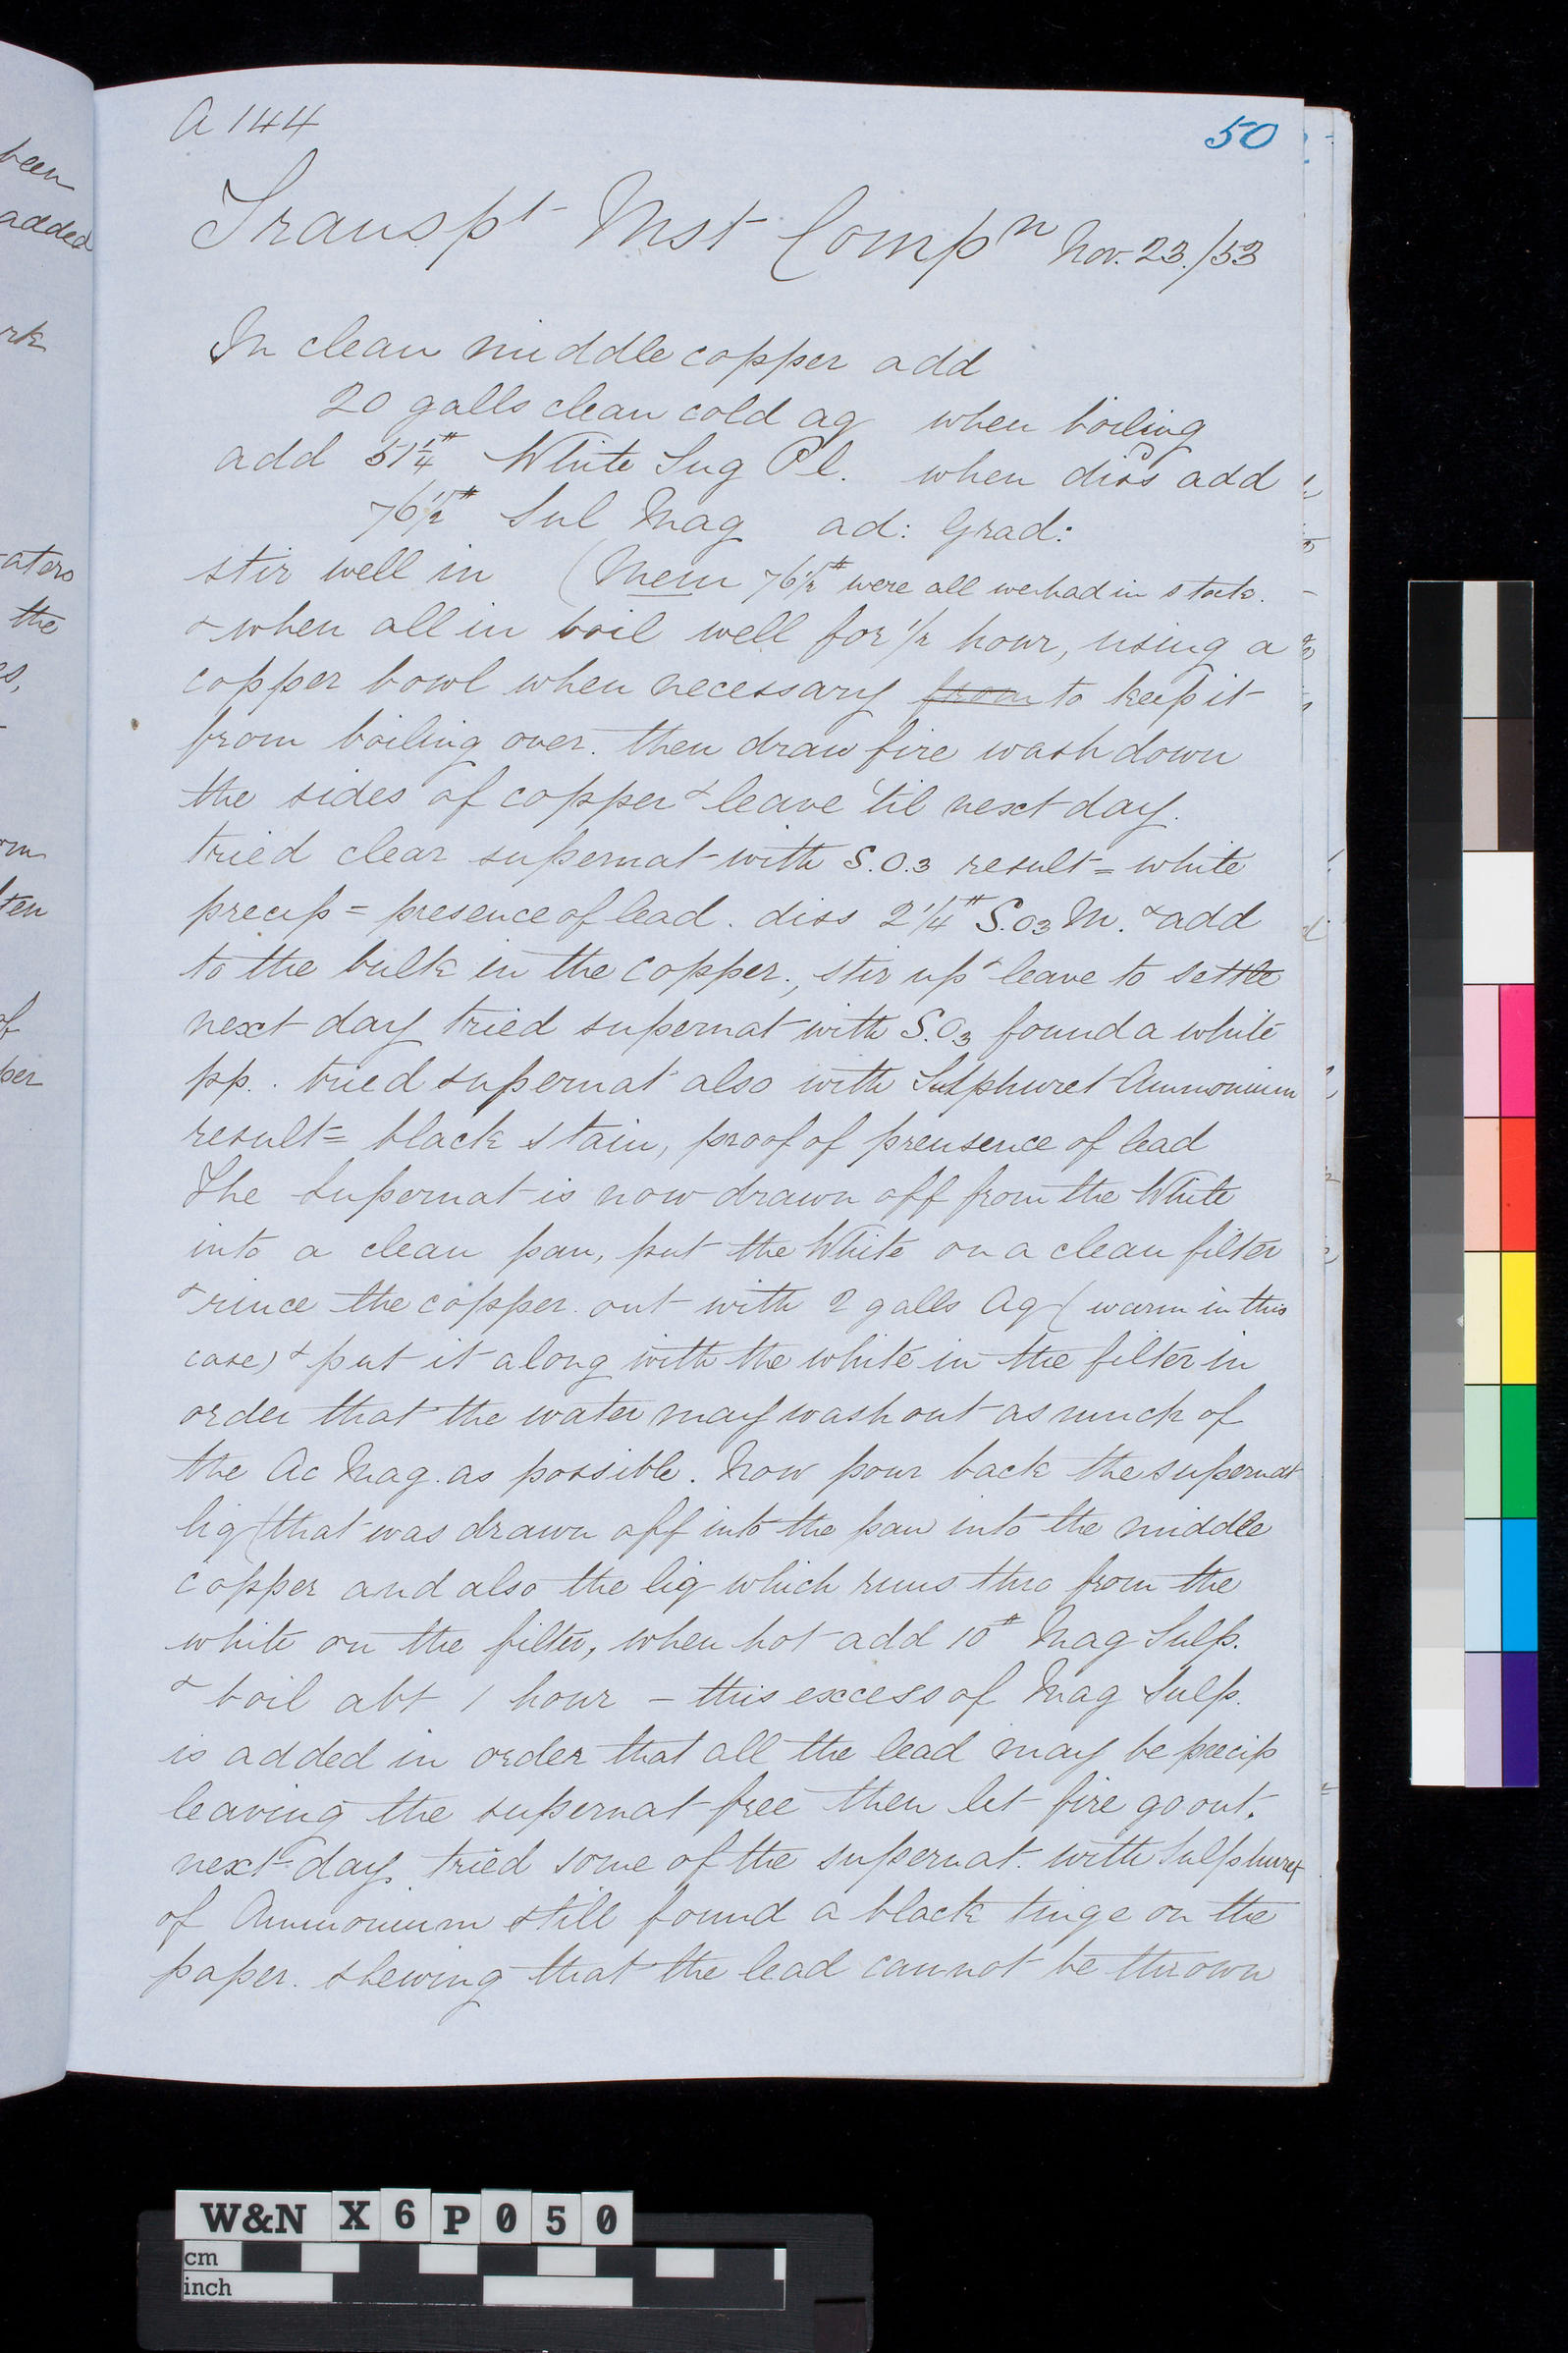 been
added
rk
aters
the
es,
rm
ten
of
per
A 144
50
Transpt Mst Compn Nov. 23./53
In clean middle copper add
20 galls clean cold aq when boiling
add 51 1/4 # White Sug Pl. when diss add
76 1/2 # Sul Mag ad: Grad:
stir well in (Mem 76 1/2 # were all we had in stock.
& when all in boil well for 1/2 hour, using a
copper bowl when necessary from to keep it
from boiling over. then draw fire wash down
the sides of copper & leave 'til next day.
tried clear supernat with S.O.3 result = white
precip = presence of lead. diss 2 1/4 # S.O3 M. & add
to the bulk in the copper., stir up & leave to settle
next day tried supernat with S.O3 found a white
pp. . tried supernat also with Sulphuret Ammonium
result = black stain, proof of prensence of lead
The supernat is now drawn off from the White
into a clean pan, put the White on a clean filter
& rince the copper. out with 2 galls Aq (warm in this
case) & put it along with the white in the filter in
order that the water may wash out as much of
the Ac Mag. as possible. Now pour back the supernat
liq (that was drawn off into the pan into the middle
copper and also the liq which runs thro from the
white on the filter, when hot add 10 # Mag Sulp.
& boil abt 1 hour – this excess of Mag Sulp.
is added in order that all the lead may be precip
leaving the supernat free then let fire go out.
next day, tried some of the supernat. with Sulphuret
of Ammonium still found a black tinge on the
paper. shewing that the lead cannot be thrown
W&N X6P050
cm
inch